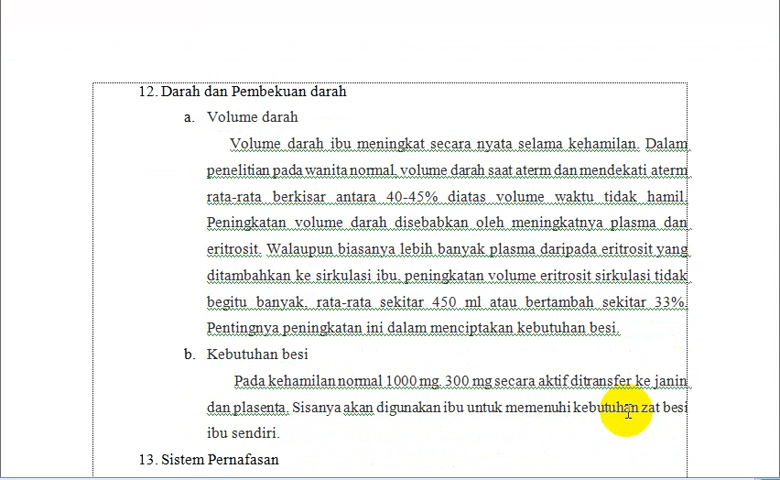 12. Darah dan Pembekuan darah
a. Volume darah
Volume darah ibu meningkat secara nyata selama kehamilan. Dalam
penelitian pada wanita normal, volume darah saat aterm dan mendekati aterm
rata-rata berkisar antara 40-45% diatas volume waktu tidak hamil.
Peningkatan volume darah disebabkan oleh meningkatnya plasma dan
eritrosit. Walaupun biasanya lebih banyak plasma daripada eritrosit yang
ditambahkan ke sirkulasi ibu, peningkatan volume eritrosit sirkulasi tidak
begitu banyak, rata-rata sekitar 450 ml atau bertambah sekitar 33%.
Pentingnya peningkatan ini dalam menciptakan kebutuhan besi.
b. Kebutuhan besi
Pada kehamilan normal 1000 mg, 300 mg secara aktif ditransfer ke janin
dan plasenta. Sisanya akan digunakan ibu untuk memenuhi kebutuhan zat besi
ibu sendiri.
13. Sistem Pernafasan